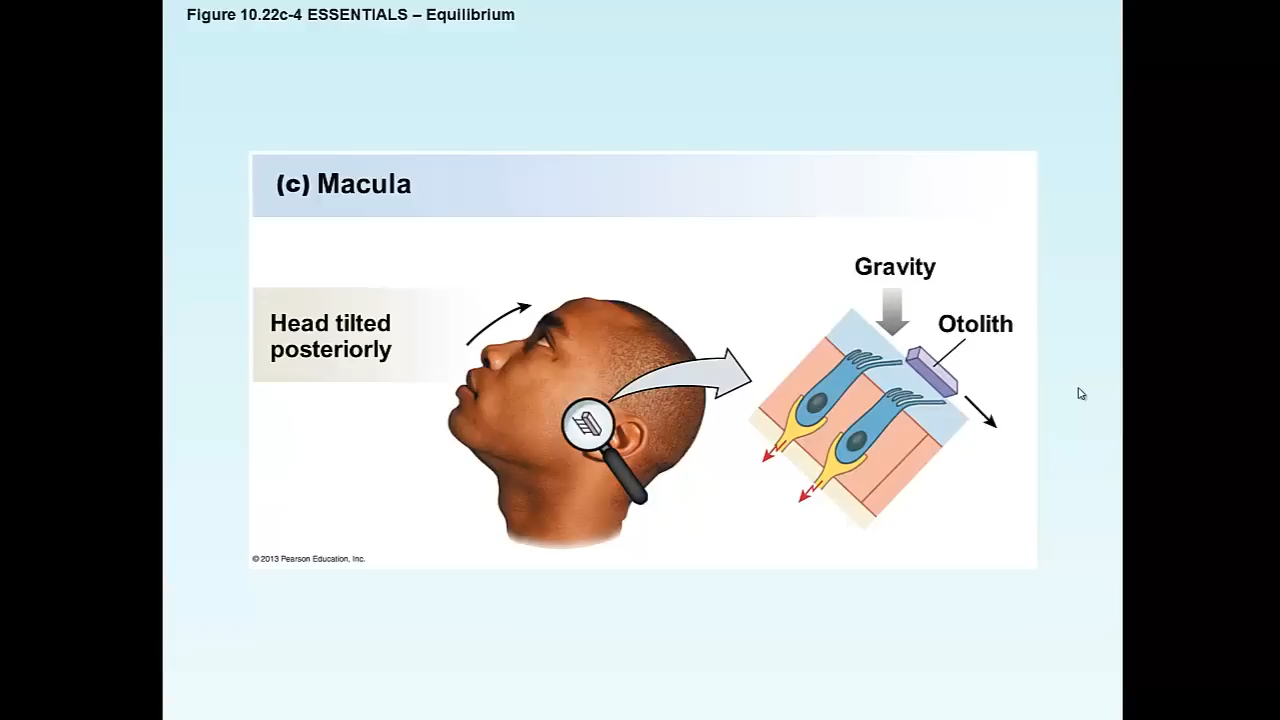 Figure 10.22c-4 ESSENTIALS – Equilibrium
(c) Macula
Gravity
Head tilted
posteriorly
Otolith
© 2013 Pearson Education, Inc.